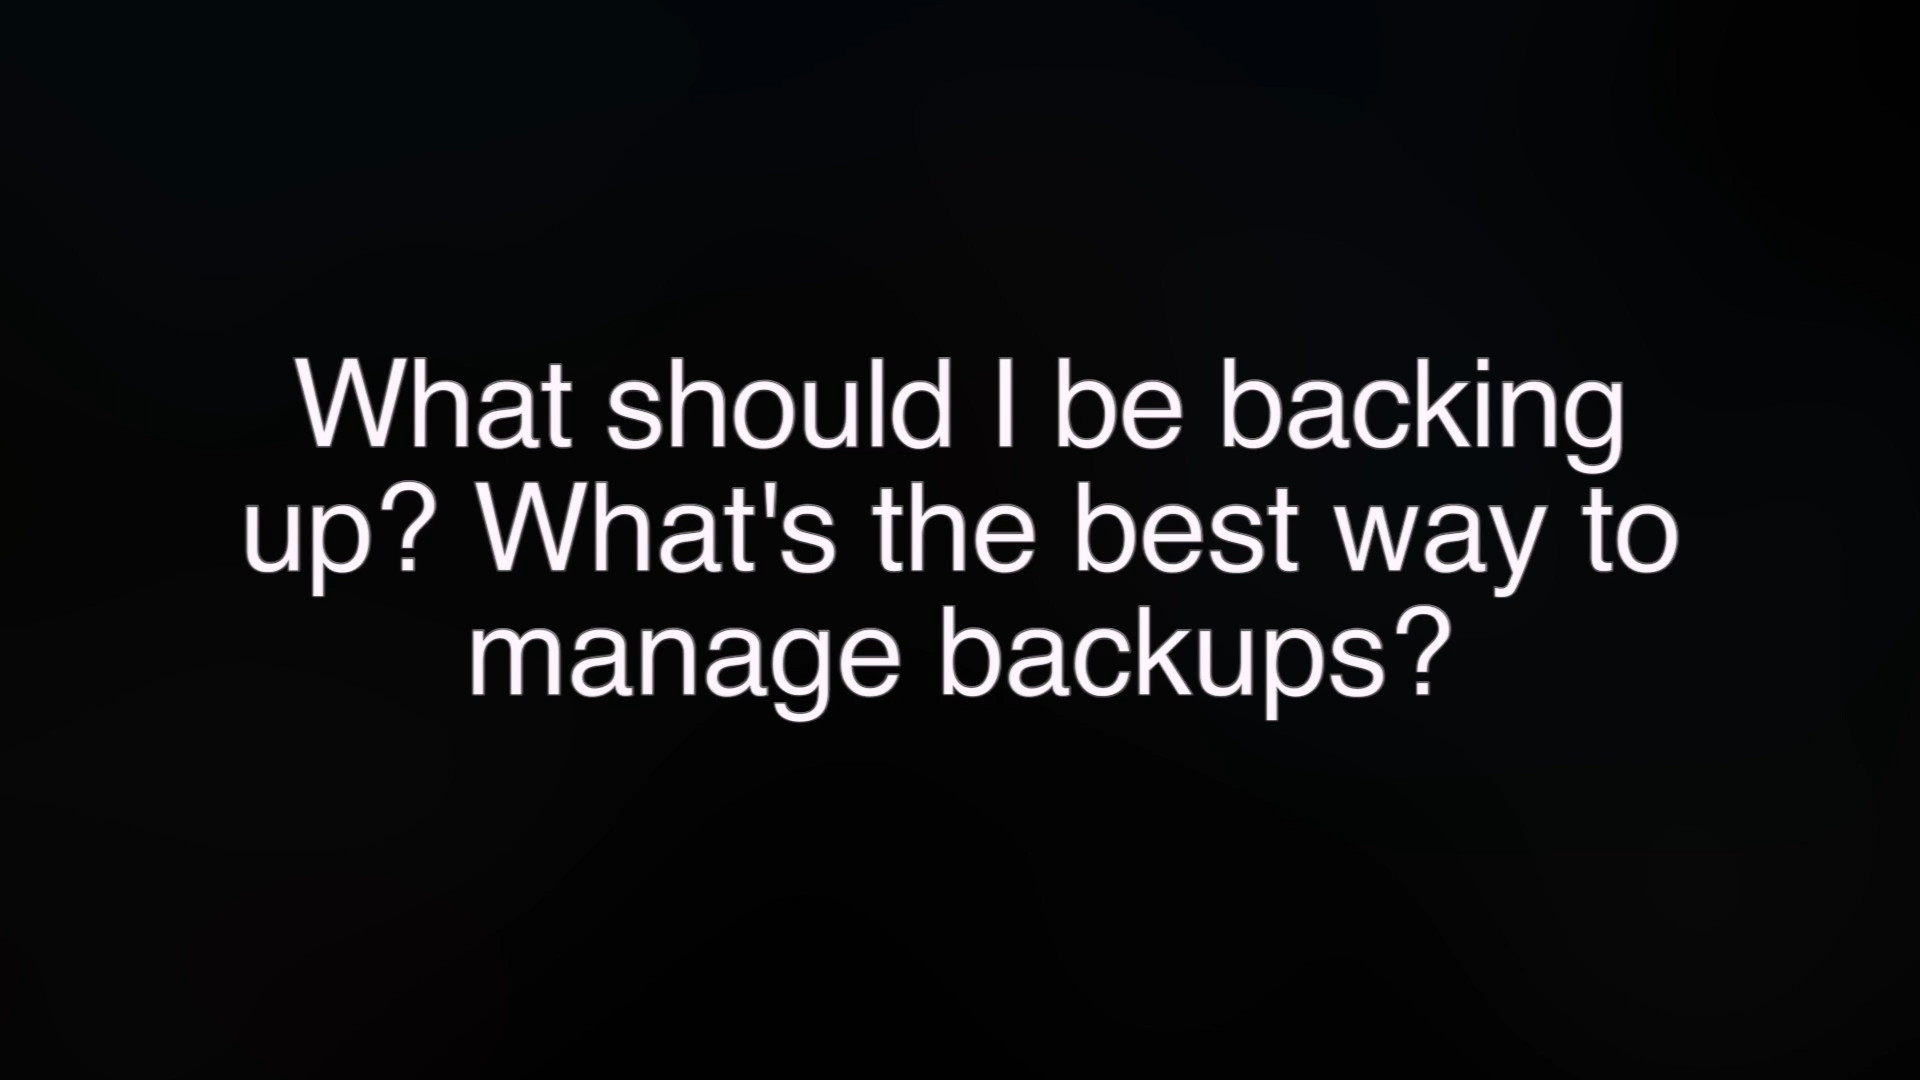 What should I be backing
up? What's the best way to
manage backups?